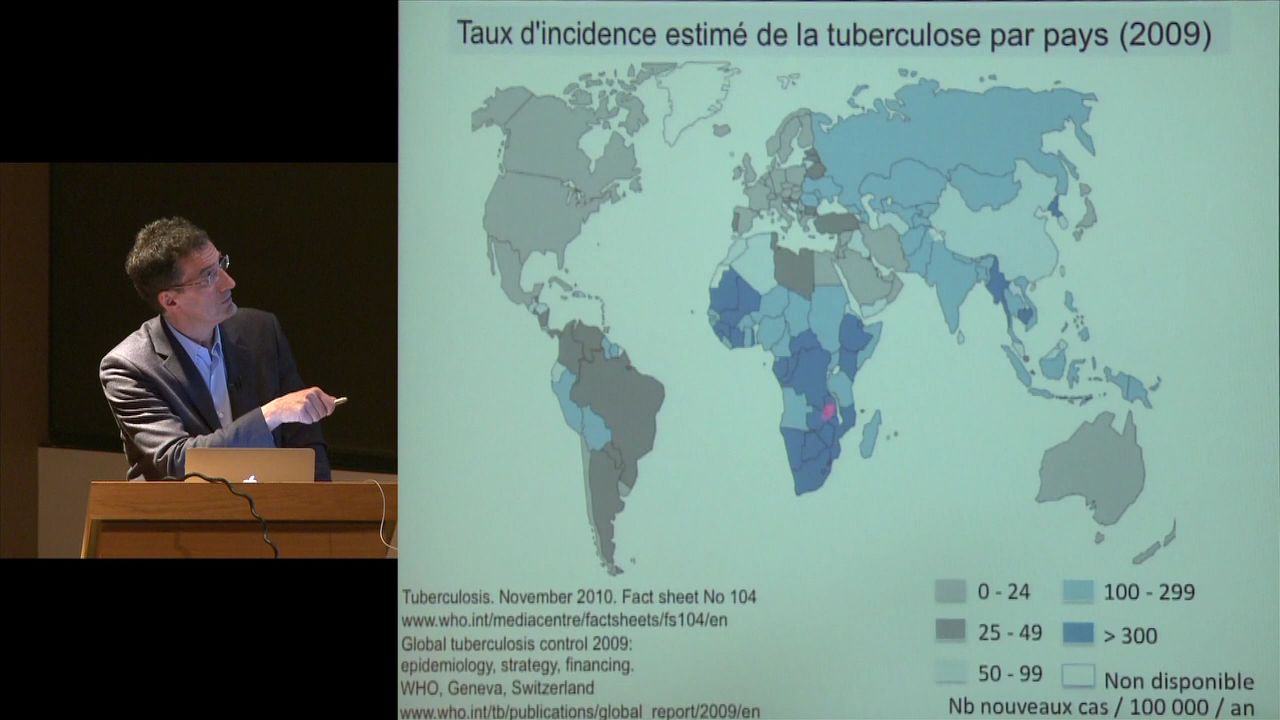 Taux d'incidence estimé de la tuberculose par pays (2009)
Tuberculosis. November 2010. Fact sheet No 104
www.who.int/mediacentre/factsheets/fs104/en
Global tuberculosis control 2009:
epidemiology, strategy, financing.
WHO, Geneva, Switzerland
www.who.int/tb/publications/global_report/2009/en
0 - 24
25 - 49
50 - 99
100 - 299
> 300
Non disponible
Nb nouveaux cas / 100 000 / an